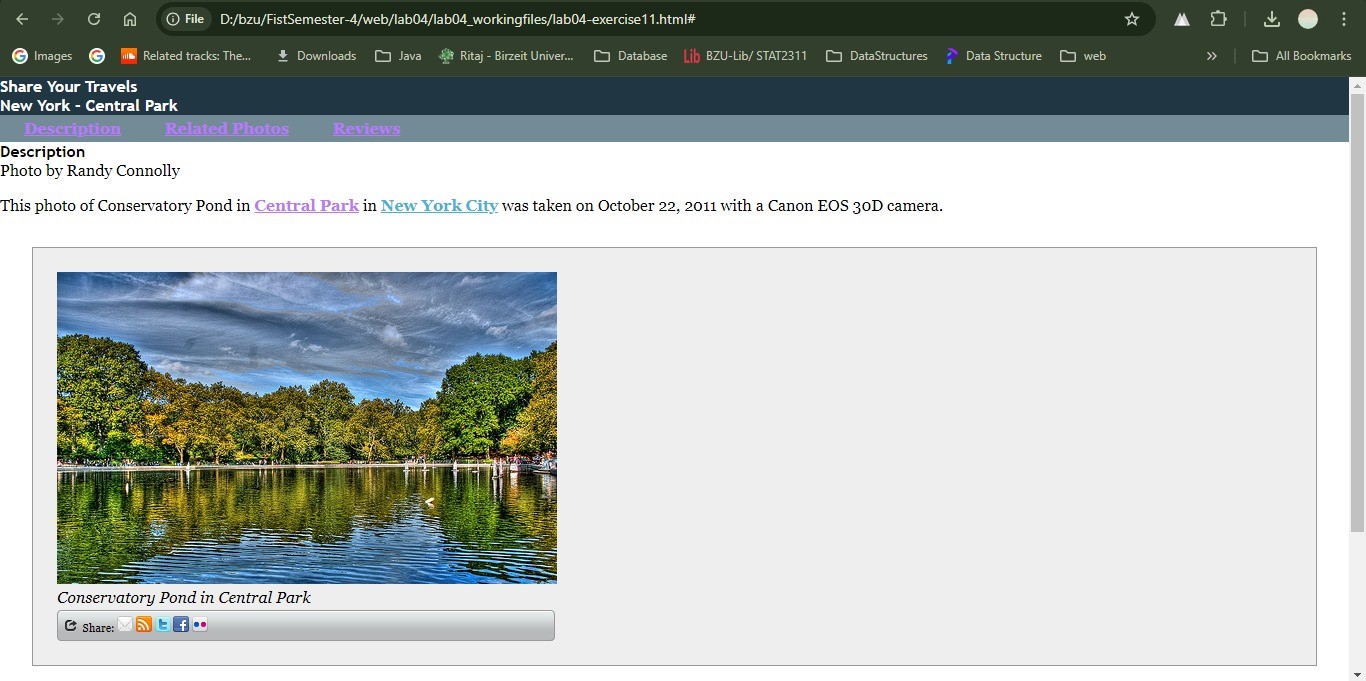 File D:/bzu/FistSemester-4/web/lab04/lab04_workingfiles/lab04-exercise11.html#
Images Related tracks: The... Downloads Java Ritaj - Birzeit Univer... Database Lib BZU-Lib/ STAT2311 DataStructures Data Structure web » All Bookmarks
Share Your Travels
New York - Central Park
Description Related Photos Reviews
Description
Photo by Randy Connolly
This photo of Conservatory Pond in Central Park in New York City was taken on October 22, 2011 with a Canon EOS 30D camera.
Conservatory Pond in Central Park
Share: